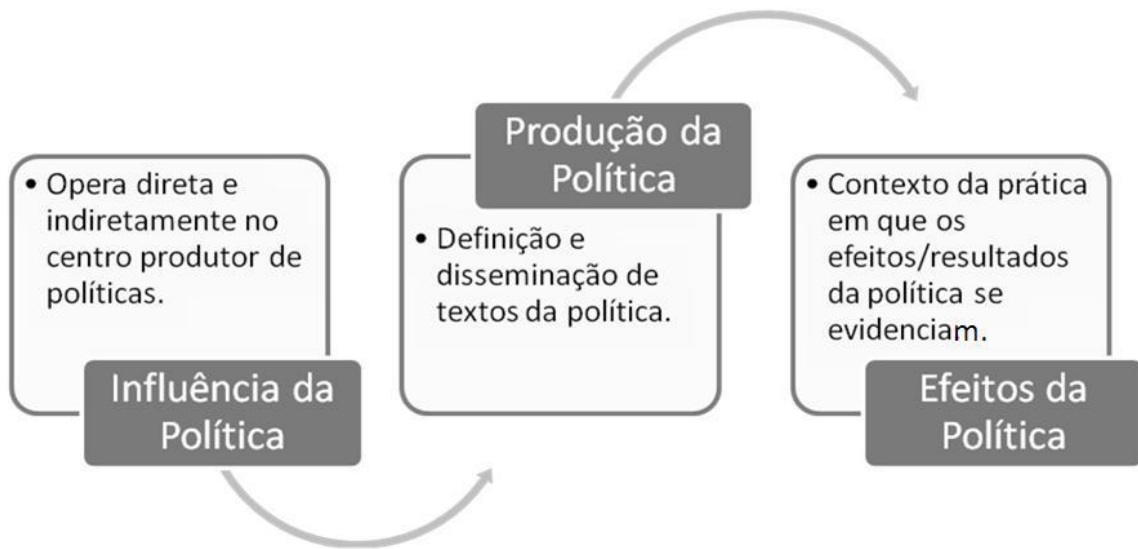 • Opera direta e
indiretamente no
centro produtor de
políticas.
Influência da
Política
Produção da
Política
• Definição e
disseminação de
textos da política.
• Contexto da prática
em que os
efeitos/resultados
da política se
evidenciam.
Efeitos da
Política